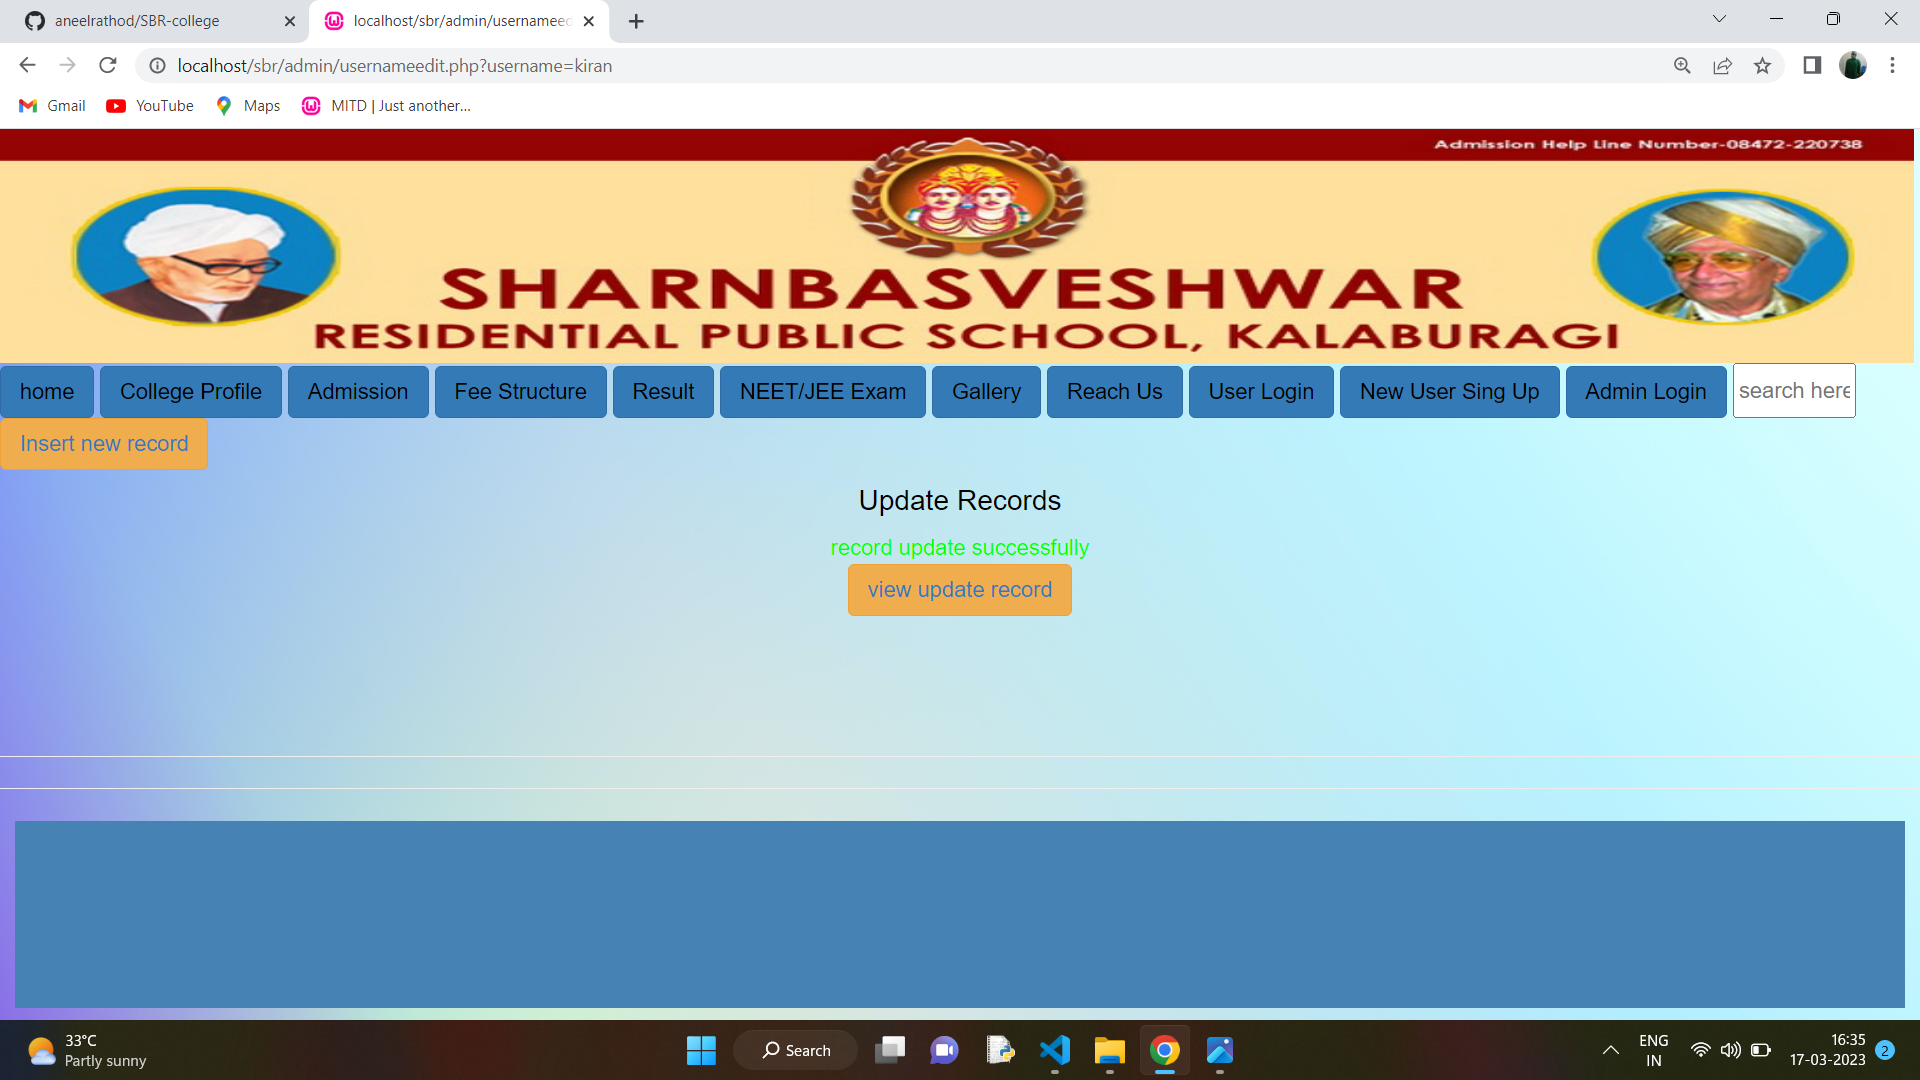 aneelrathod/SBR-college
localhost/sbr/admin/usernameed
localhost/sbr/admin/usernameedit.php?username=kiran
Gmail YouTube Maps MITD | Just another...
Admission Help Line Number-08472-220738
SHARNBASVESHWAR
RESIDENTIAL PUBLIC SCHOOL, KALABURAGI
home College Profile Admission Fee Structure Result NEET/JEE Exam Gallery Reach Us User Login New User Sing Up Admin Login search here
Insert new record
Update Records
record update successfully
view update record
33°C
Partly sunny
Search
ENG
IN
16:35
17-03-2023
2